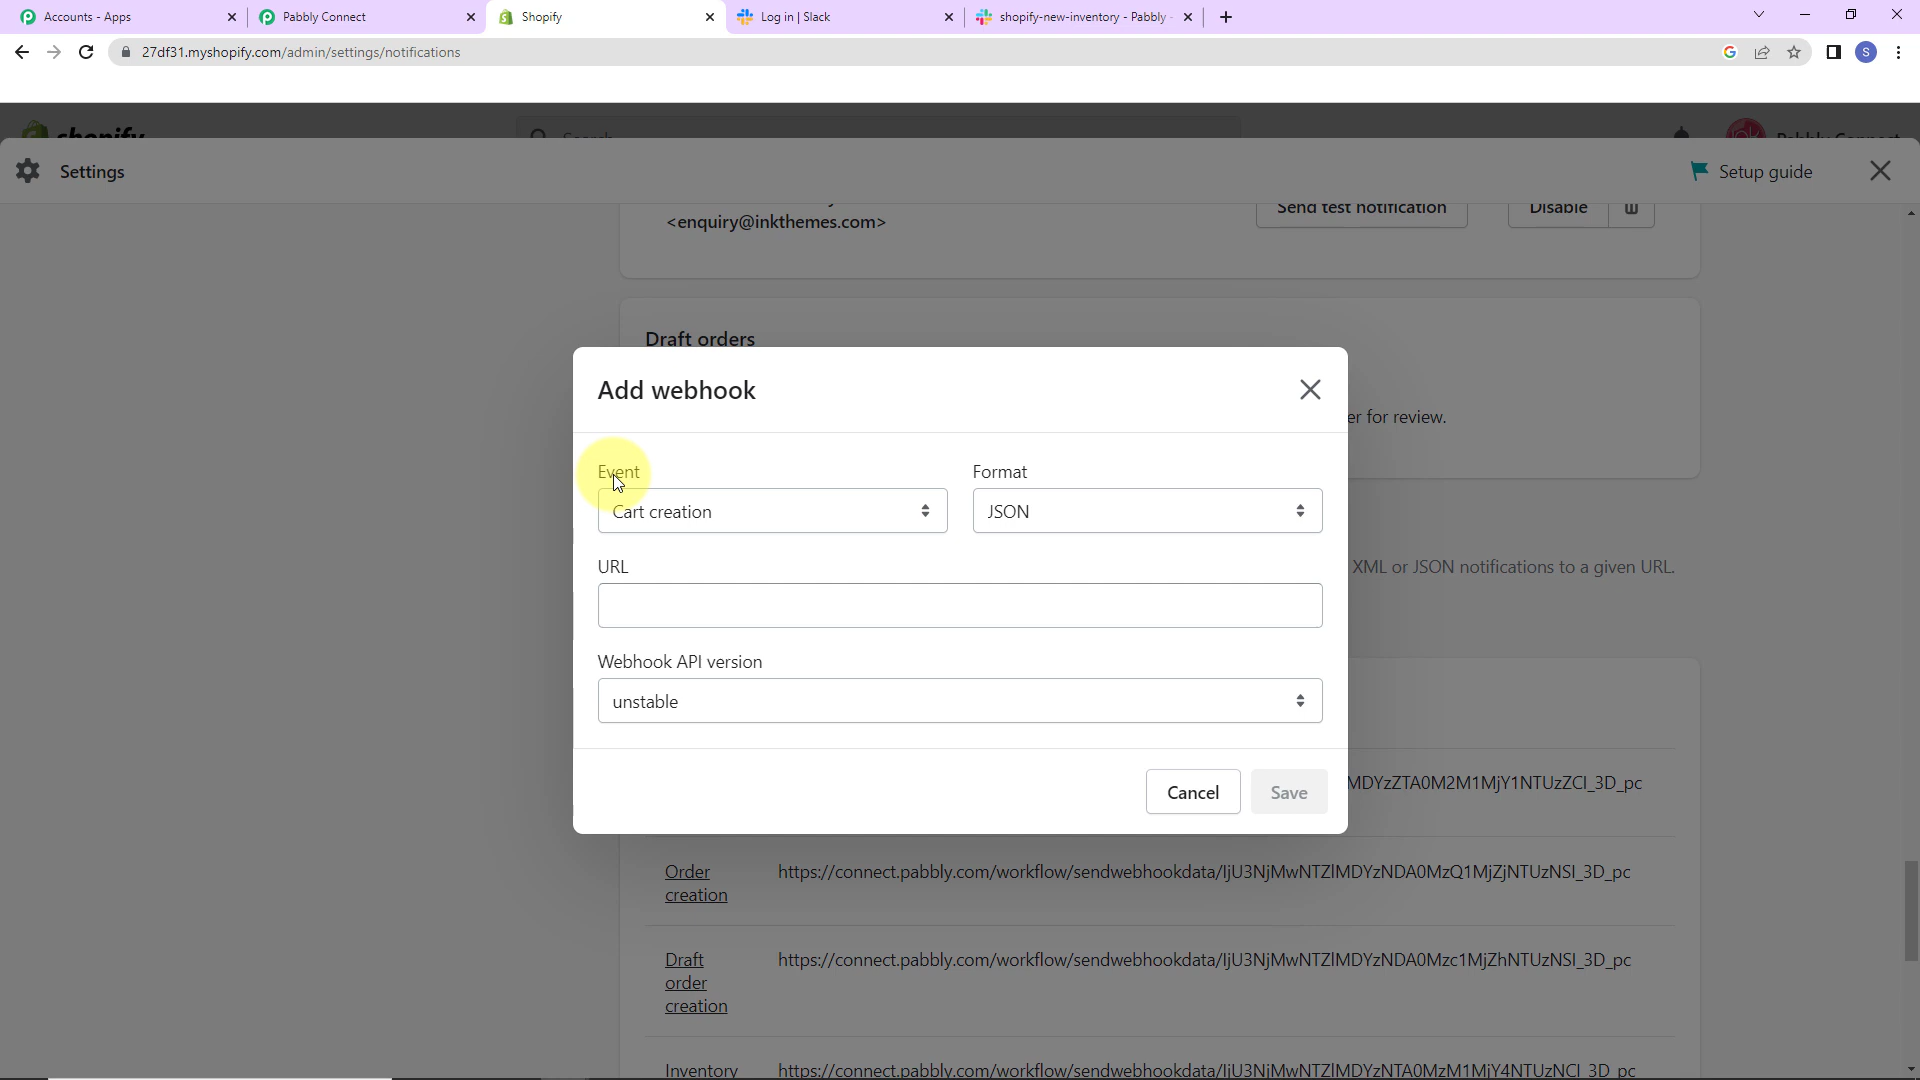 Accounts - Apps
Pabbly Connect
Shopify
Log in | Slack
shopify-new-inventory - Pabbly
27df31.myshopify.com/admin/settings/notifications
S
shopify
Search
Pabbly Connect
Settings
Setup guide
<enquiry@inkthemes.com>
Send test notification
Disable
Draft orders
Add webhook
er for review.
Event
Format
Cart creation
JSON
URL
XML or JSON notifications to a given URL.
Webhook API version
unstable
Cancel
Save
MDYzZTA0M2M1MjY1NTUzZCI_3D_pc
Order creation
https://connect.pabbly.com/workflow/sendwebhookdata/IjU3NjMwNTZlMDYzNDA0MzQ1MjZjNTUzNSI_3D_pc
Draft order creation
https://connect.pabbly.com/workflow/sendwebhookdata/IjU3NjMwNTZlMDYzNDA0Mzc1MjZhNTUzNSI_3D_pc
Inventory
https://connect.pabbly.com/workflow/sendwebhookdata/IjU3NjMwNTZlMDYzNTA0MzM1MjY4NTUzNCI_3D_pc